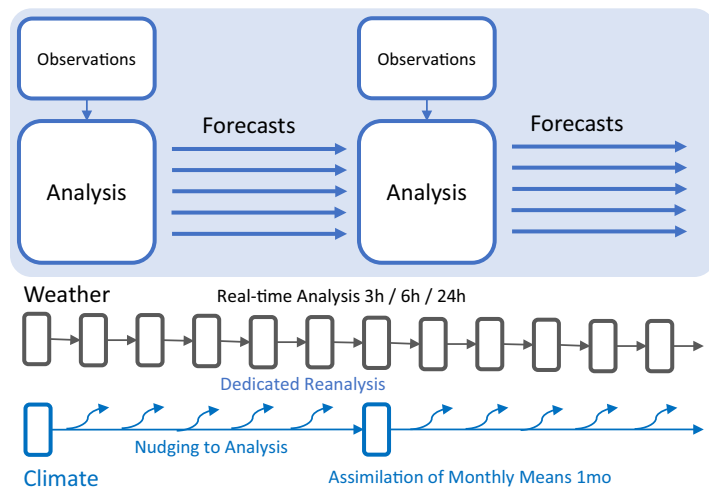 Observations
Observations
Forecasts
Forecasts
Analysis
Analysis
Weather
Real-time Analysis 3h / 6h / 24h
Dedicated Reanalysis
Nudging to Analysis
Climate
Assimilation of Monthly Means 1mo